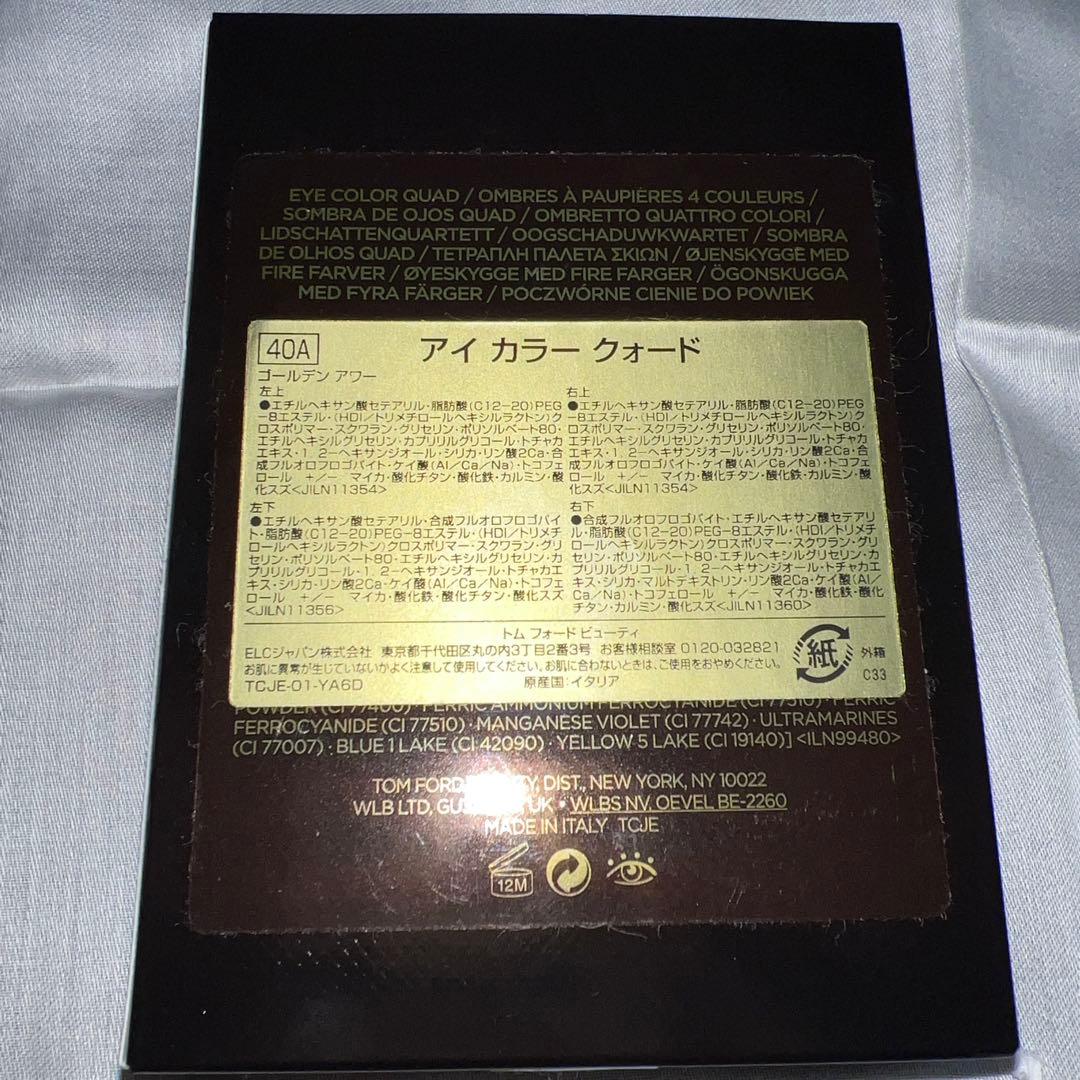 EYE COLOR QUAD / OMBRES À PAUPIÈRES 4 COULEURS /
SOMBRA DE OJOS QUAD / OMBRETTO QUATTRO COLORI /
LIDSCHATTENQUARTETT / OOGSCHADUWKWARTET / SOMBRA
DE OLHOS QUAD / ΤΕΤΡΑΠΛΗ ΠΑΛΕΤΑ ΣΚΙΩΝ / ØJENSKYGGE MED
FIRE FARVER / ØYESKYGGE MED FIRE FARGER / ÖGONSKUGGA
MED FYRA FÄRGER / POCZWÓRNE CIENIE DO POWIEK
40A アイ カラー クォード
ゴールデン アワー
左上
●エチルヘキサン酸セテアリル・脂肪酸(C12-20)PEG
-8エステル・(HDI/トリメチロールヘキシルラクトン)ク
ロスポリマー・スクワラン・グリセリン・ポリソルベート80・
エチルヘキシルグリセリン・カプリリルグリコール・トチャカ
エキス・1，2-ヘキサンジオール・シリカ・リン酸2Ca・合
成フルオロフロゴパイト・ケイ酸(Al/Ca/Na)・トコフェ
ロール +/- マイカ・酸化チタン・酸化鉄・カルミン・酸
化スズ<JILN11354>
右上
●エチルヘキサン酸セテアリル・脂肪酸(C12-20)PEG
-8エステル・(HDI/トリメチロールヘキシルラクトン)ク
ロスポリマー・スクワラン・グリセリン・ポリソルベート80・
エチルヘキシルグリセリン・カプリリルグリコール・トチャカ
エキス・1，2-ヘキサンジオール・シリカ・リン酸2Ca・合
成フルオロフロゴパイト・ケイ酸(Al/Ca/Na)・トコフェ
ロール +/- マイカ・酸化チタン・酸化鉄・カルミン・酸
化スズ<JILN11354>
左下
●エチルヘキサン酸セテアリル・合成フルオロフロゴパイ
ト・脂肪酸(C12-20)PEG-8エステル・(HDI/トリメチ
ロールヘキシルラクトン)クロスポリマー・スクワラン・グリ
セリン・ポリソルベート80・エチルヘキシルグリセリン・カ
プリリルグリコール・1，2-ヘキサンジオール・トチャカエ
キス・シリカ・リン酸2Ca・ケイ酸(Al/Ca/Na)・トコフェ
ロール +/- マイカ・酸化鉄・酸化チタン・酸化スズ
<JILN11356>
右下
●合成フルオロフロゴパイト・エチルヘキサン酸セテアリ
ル・脂肪酸(C12-20)PEG-8エステル・(HDI/トリメチ
ロールヘキシルラクトン)クロスポリマー・スクワラン・グリ
セリン・ポリソルベート80・エチルヘキシルグリセリン・カ
プリリルグリコール・1，2-ヘキサンジオール・トチャカエ
キス・シリカ・マルトデキストリン・リン酸2Ca・ケイ酸(Al/
Ca/Na)・トコフェロール +/- マイカ・酸化鉄・酸化
チタン・カルミン・酸化スズ<JILN11360>
トム フォード ビューティ
ELCジャパン株式会社 東京都千代田区丸の内3丁目2番3号 お客様相談室 0120-032821
お肌に異常が生じていないかよく注意して使用してください。お肌に合わないときは、ご使用をおやめください。
TCJE-01-YA6D 原産国:イタリア
紙 外箱
C33
POWDER (CI 77400) · FERRIC AMMONIUM FERROCYANIDE (CI 77510) · FERRIC
FERROCYANIDE (CI 77510) · MANGANESE VIOLET (CI 77742) · ULTRAMARINES
(CI 77007) · BLUE 1 LAKE (CI 42090) · YELLOW 5 LAKE (CI 19140)] <ILN99480>
TOM FORD DIST., NEW YORK, NY 10022
WLB LTD, UK · WLBS NV, OEVEL BE-2260
MADE IN ITALY TCJE
12M